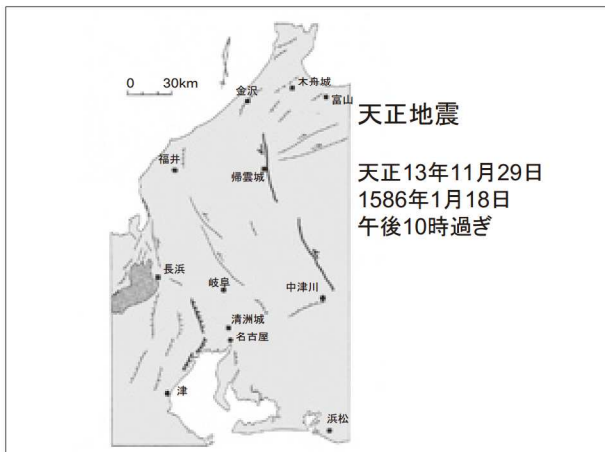 0 30km
金沢
木舟城
富山
福井
帰雲城
長浜
岐阜
中津川
清洲城
名古屋
津
浜松
天正地震
天正13年11月29日
1586年1月18日
午後10時過ぎ